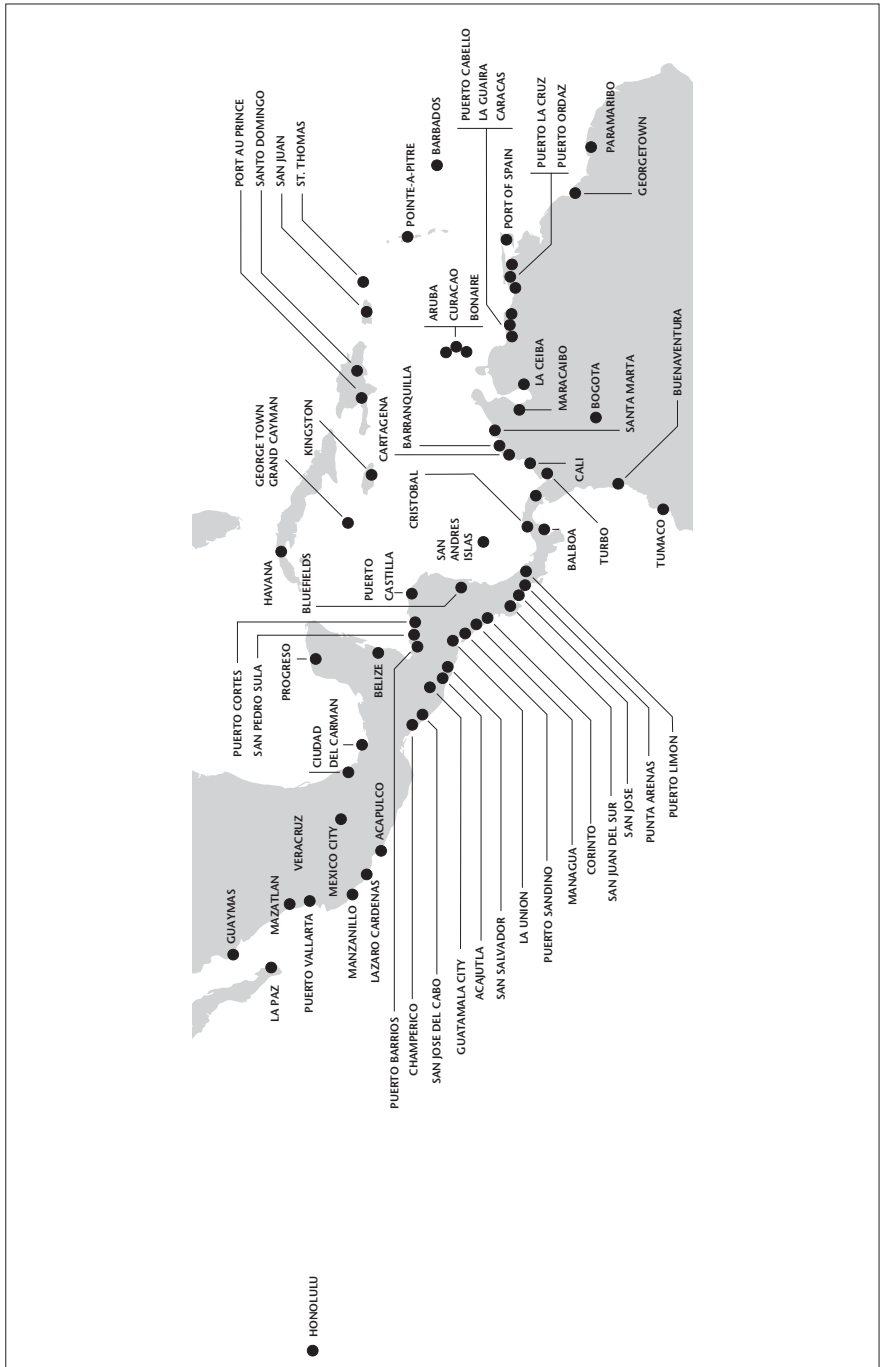 HONOLULU
GUAYMAS
LA PAZ
MAZATLAN
PUERTO VALLARTA
VERACRUZ
MEXICO CITY
MANZANILLO
LAZARO CARDENAS
ACAPULCO
CIUDAD
DEL CARMAN
PUERTO CORTES
SAN PEDRO SULA
PROGRESO
BELIZE
PUERTO BARRIOS
CHAMPERICO
SAN JOSE DEL CABO
GUATAMALA CITY
ACAJUTLA
SAN SALVADOR
LA UNION
PUERTO SANDINO
MANAGUA
CORINTO
SAN JUAN DEL SUR
SAN JOSE
PUNTA ARENAS
PUERTO LIMON
HAVANA
BLUEFIELDS
PUERTO
CASTILLA
GEORGE TOWN
GRAND CAYMAN
KINGSTON
SAN
ANDRES
ISLAS
CRISTOBAL
CARTAGENA
BARRANQUILLA
BALBOA
TURBO
CALI
TUMACO
BUENAVENTURA
SANTA MARTA
BOGOTA
MARACAIBO
LA CEIBA
PORT AU PRINCE
SANTO DOMINGO
SAN JUAN
ST. THOMAS
ARUBA
CURACAO
BONAIRE
POINTE-A-PITRE
BARBADOS
PUERTO CABELLO
LA GUAIRA
CARACAS
PORT OF SPAIN
PUERTO LA CRUZ
PUERTO ORDAZ
GEORGETOWN
PARAMARIBO